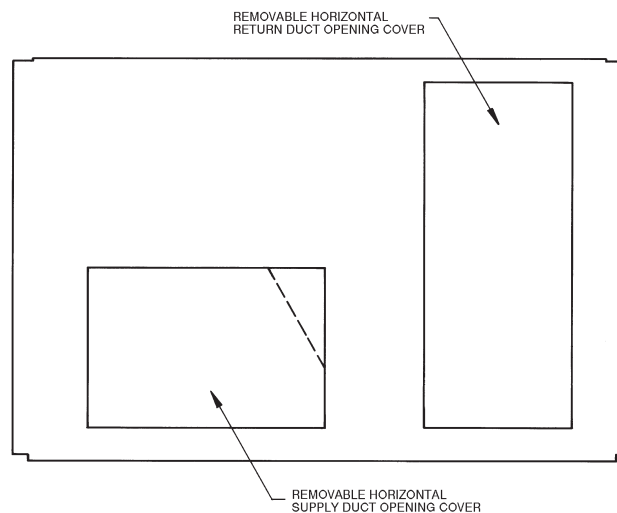 REMOVABLE HORIZONTAL
RETURN DUCT OPENING COVER
REMOVABLE HORIZONTAL
SUPPLY DUCT OPENING COVER